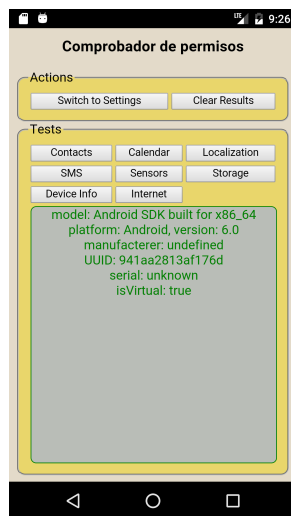 LTE 9:26
Comprobador de permisos
Actions
Switch to Settings Clear Results
Tests
Contacts Calendar Localization
SMS Sensors Storage
Device Info Internet
model: Android SDK built for x86_64
platform: Android, version: 6.0
manufacterer: undefined
UUID: 941aa2813af176d
serial: unknown
isVirtual: true